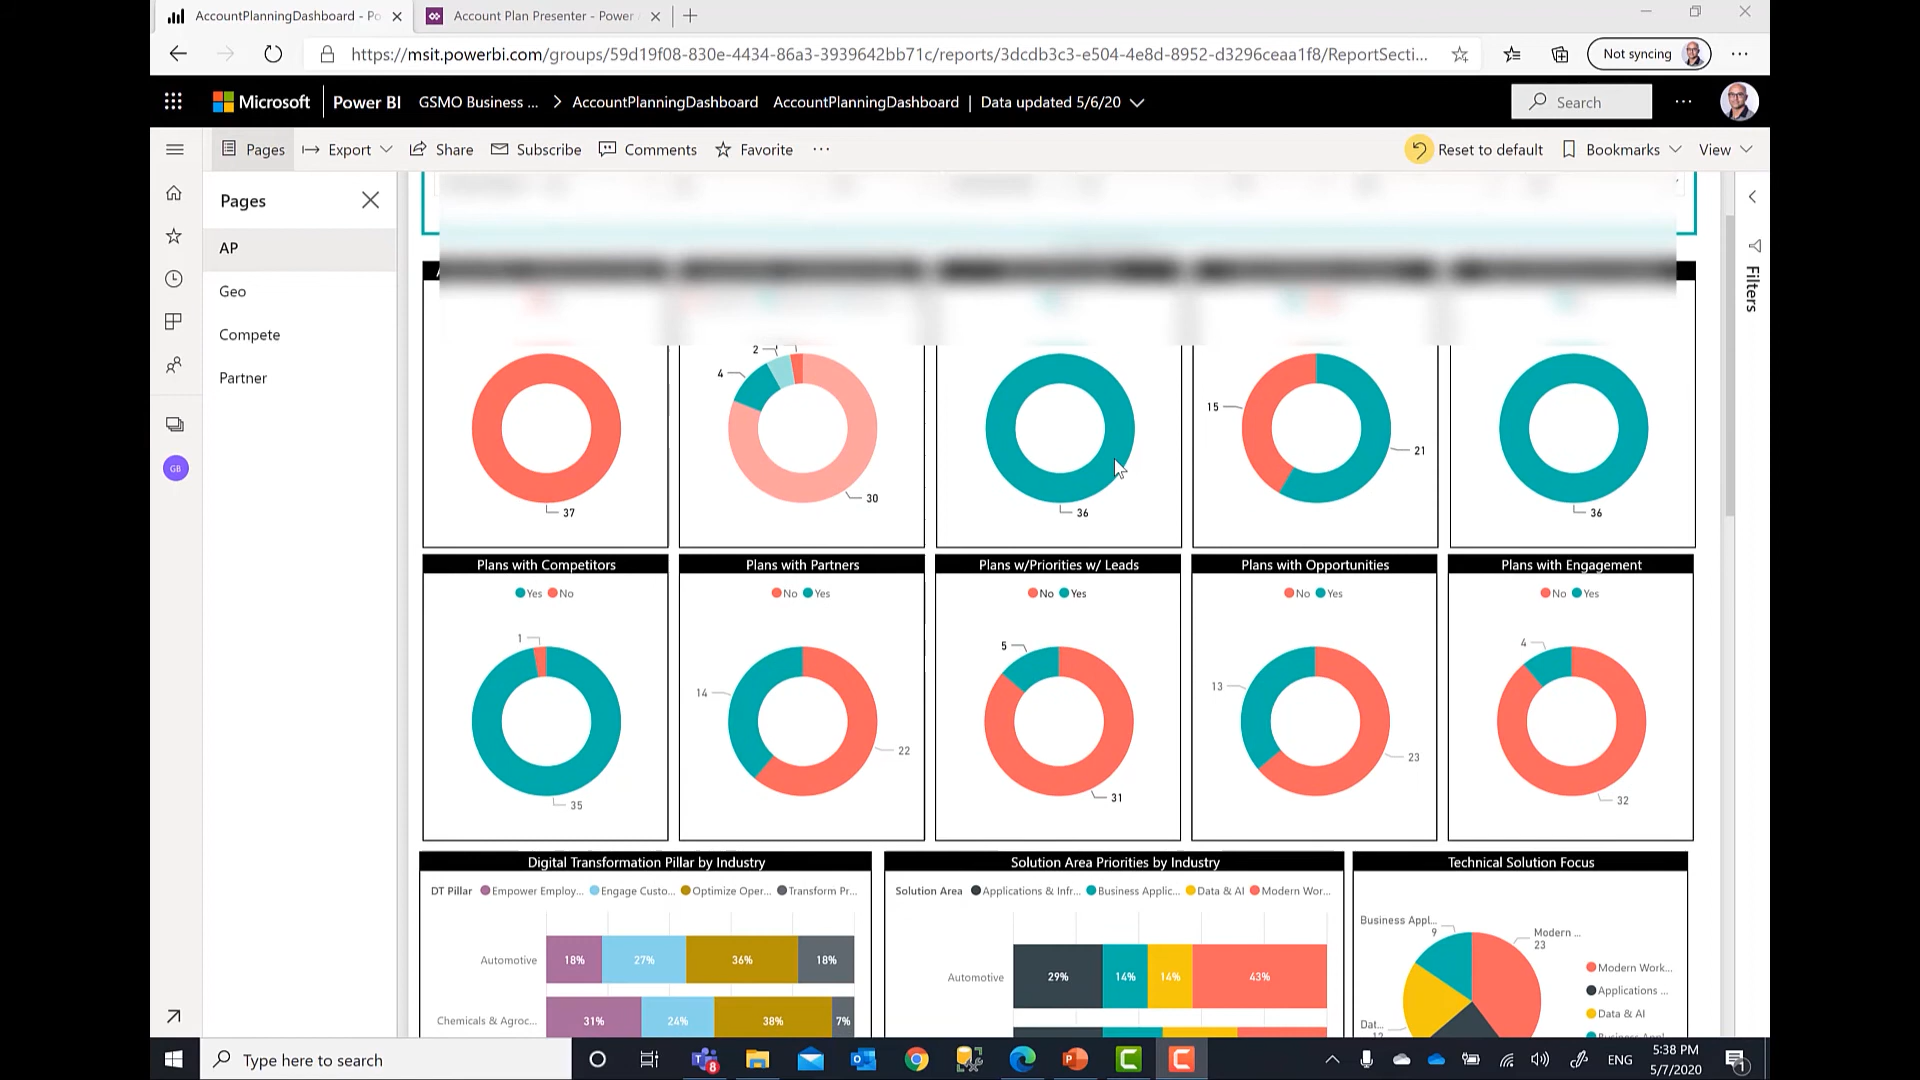 AccountPlanningDashboard - Po
Account Plan Presenter - Power
https://msit.powerbi.com/groups/59d19f08-830e-4434-86a3-3939642bb71c/reports/3dcdb3c3-e504-4e8d-8952-d3296ceaa1f8/ReportSecti...
Not syncing
Microsoft Power BI GSMO Business ... > AccountPlanningDashboard AccountPlanningDashboard | Data updated 5/6/20
Search
Pages Export Share Subscribe Comments Favorite ...
Reset to default Bookmarks View
Pages
AP
Geo
Compete
Partner
GB
Filters
37
2
4
30
36
15
21
36
Plans with Competitors
Yes No
1
35
Plans with Partners
No Yes
14
22
Plans w/Priorities w/ Leads
No Yes
5
31
Plans with Opportunities
No Yes
13
23
Plans with Engagement
No Yes
4
32
Digital Transformation Pillar by Industry
DT Pillar Empower Employ... Engage Custo... Optimize Oper... Transform Pr...
Automotive 18% 27% 36% 18%
Chemicals & Agroc... 31% 24% 38% 7%
Solution Area Priorities by Industry
Solution Area Applications & Infr... Business Applic... Data & AI Modern Wor...
Automotive 29% 14% 14% 43%
Technical Solution Focus
Business Appl...
9
Modern ...
23
Dat...
Modern Work...
Applications ...
Data & AI
Type here to search
8
ENG
5:38 PM
5/7/2020
1